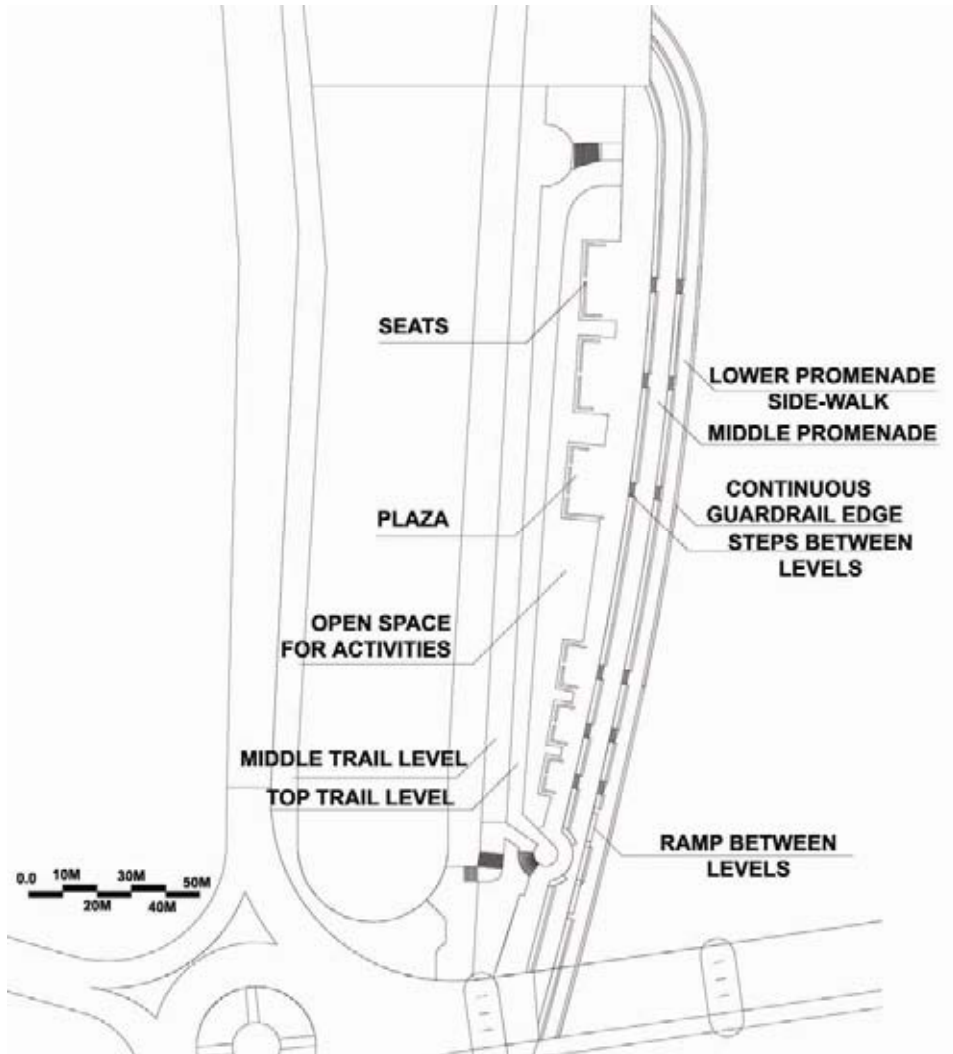 SEATS
LOWER PROMENADE
SIDE-WALK
MIDDLE PROMENADE
CONTINUOUS
GUARDRAIL EDGE
PLAZA
STEPS BETWEEN
LEVELS
OPEN SPACE
FOR ACTIVITIES
MIDDLE TRAIL LEVEL
TOP TRAIL LEVEL
RAMP BETWEEN
LEVELS
0.0 10M 30M 50M
20M 40M